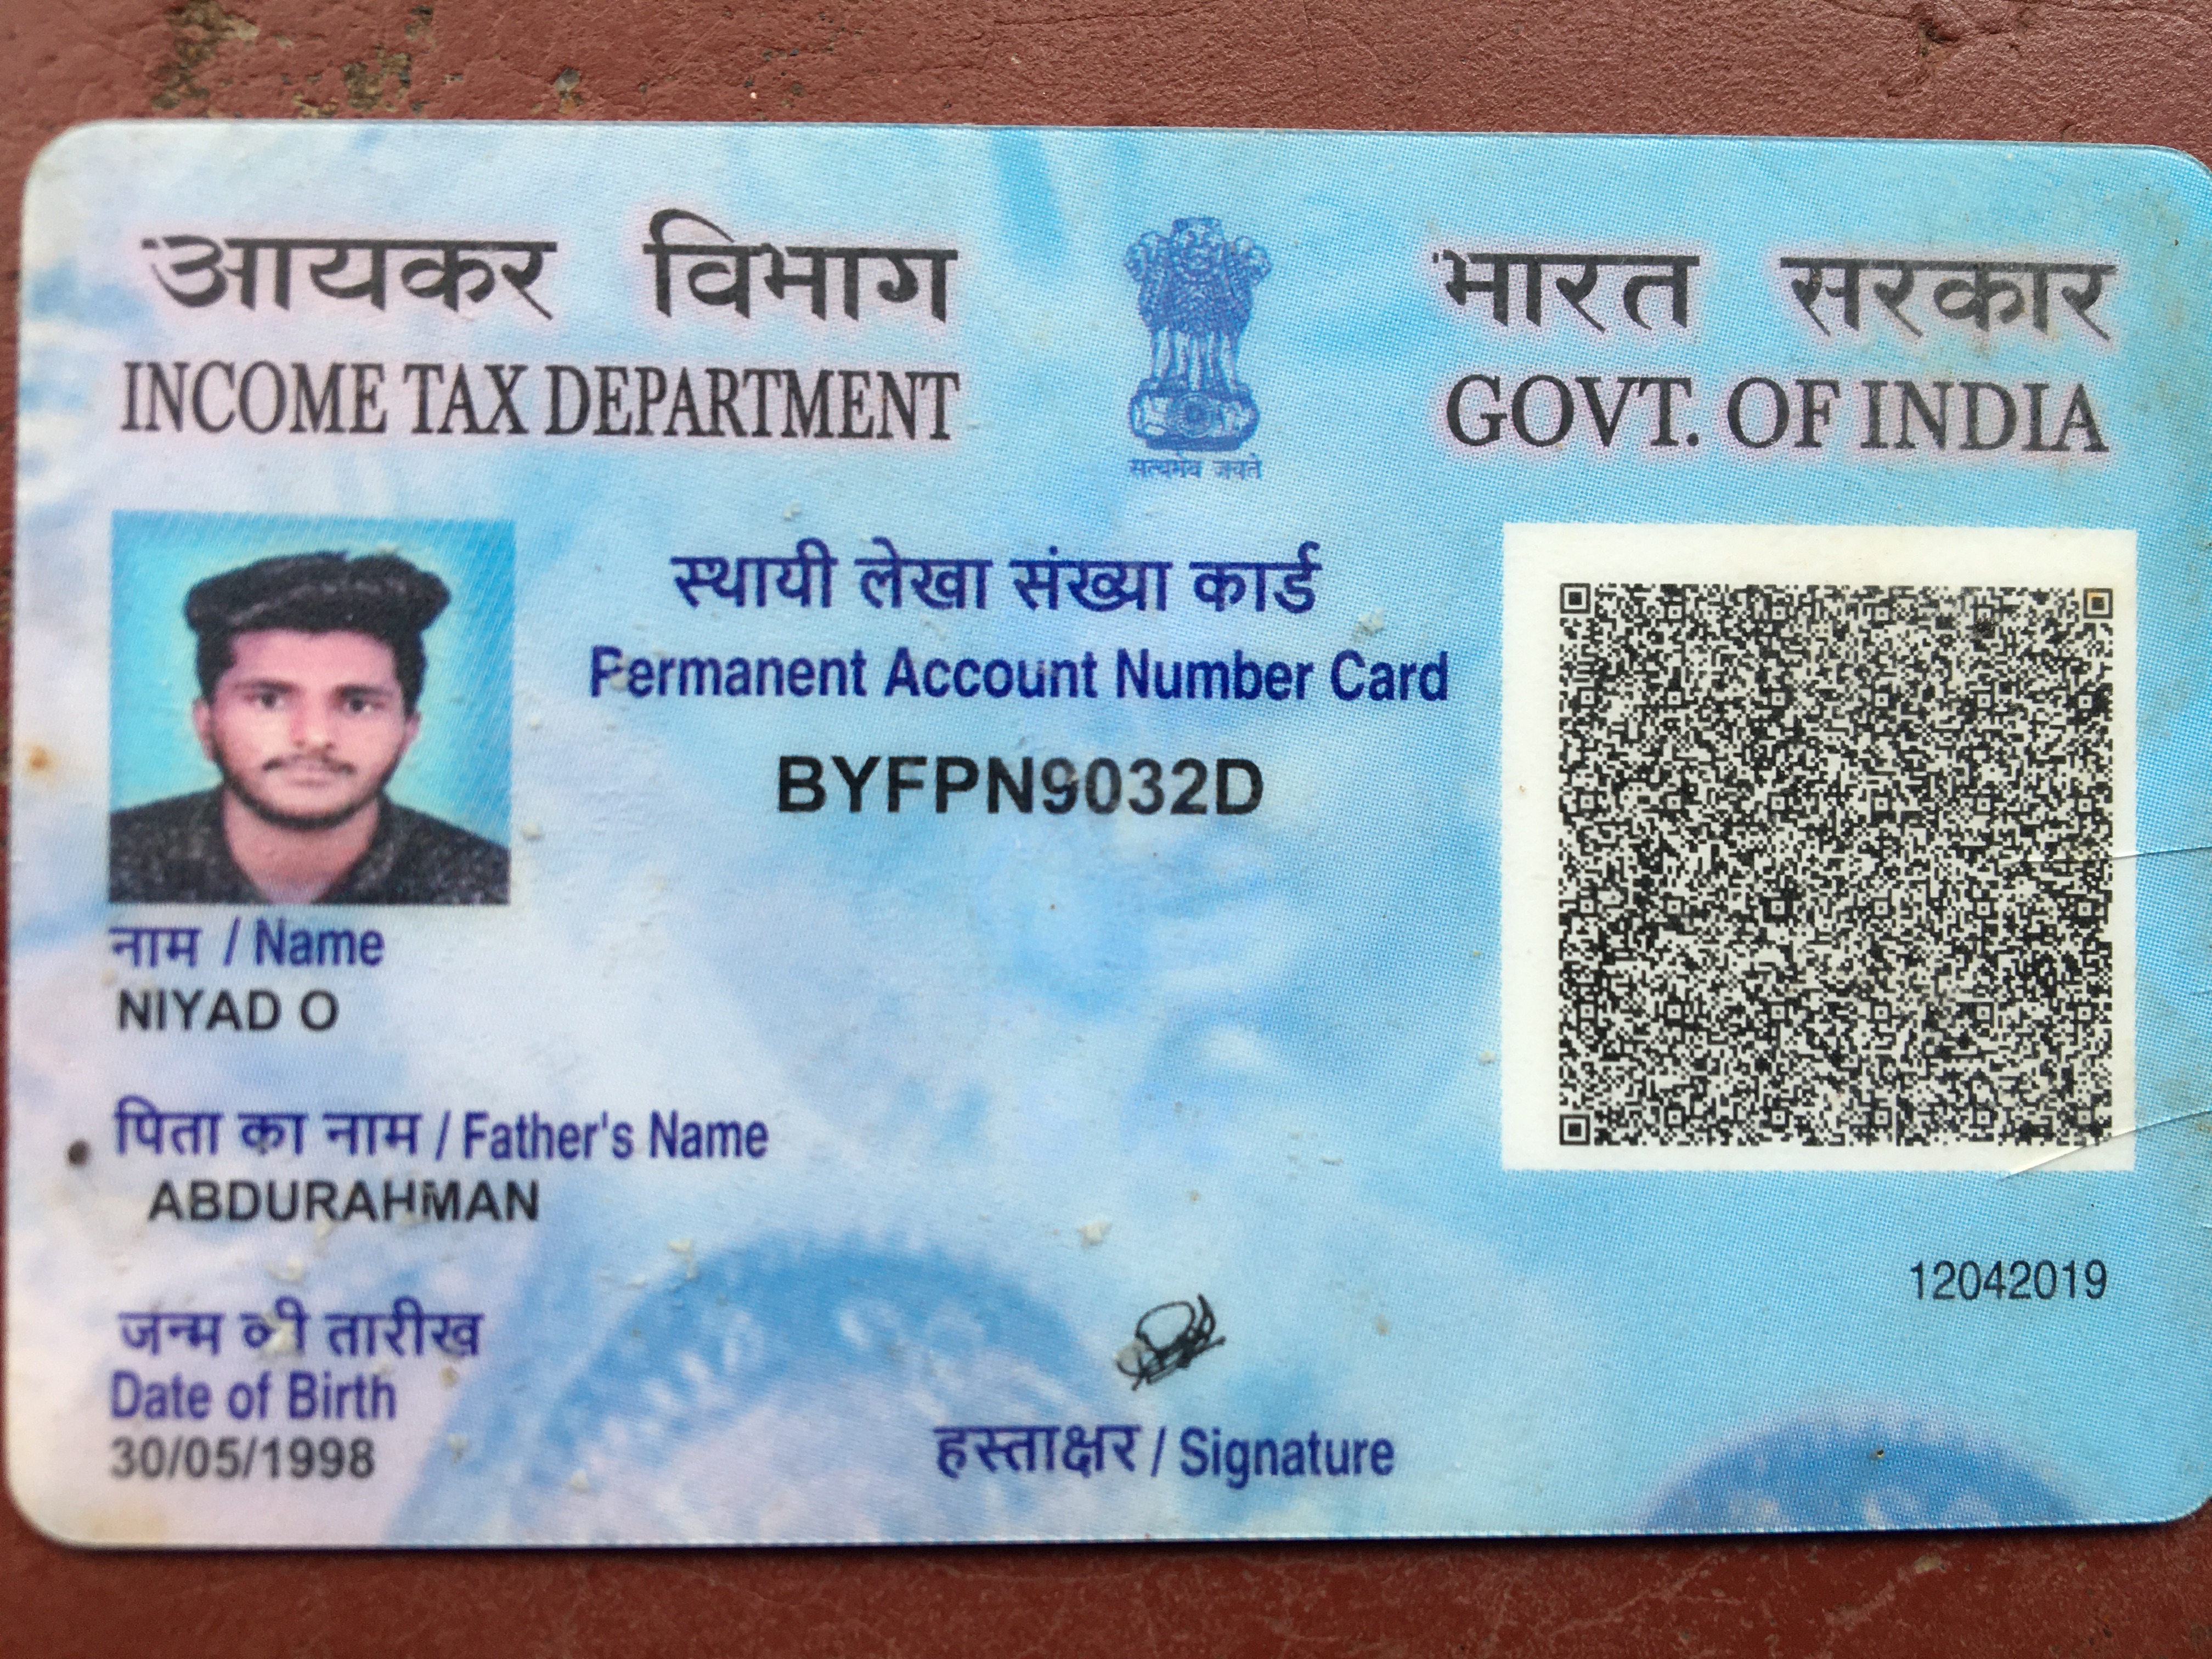 आयकर विभाग
INCOME TAX DEPARTMENT
सत्यमेव जयते
भारत सरकार
GOVT. OF INDIA
स्थायी लेखा संख्या कार्ड
Permanent Account Number Card
BYFPN9032D
नाम / Name
NIYAD O
पिता का नाम / Father's Name
ABDURAHMAN
जन्म की तारीख
Date of Birth
30/05/1998
हस्ताक्षर / Signature
12042019